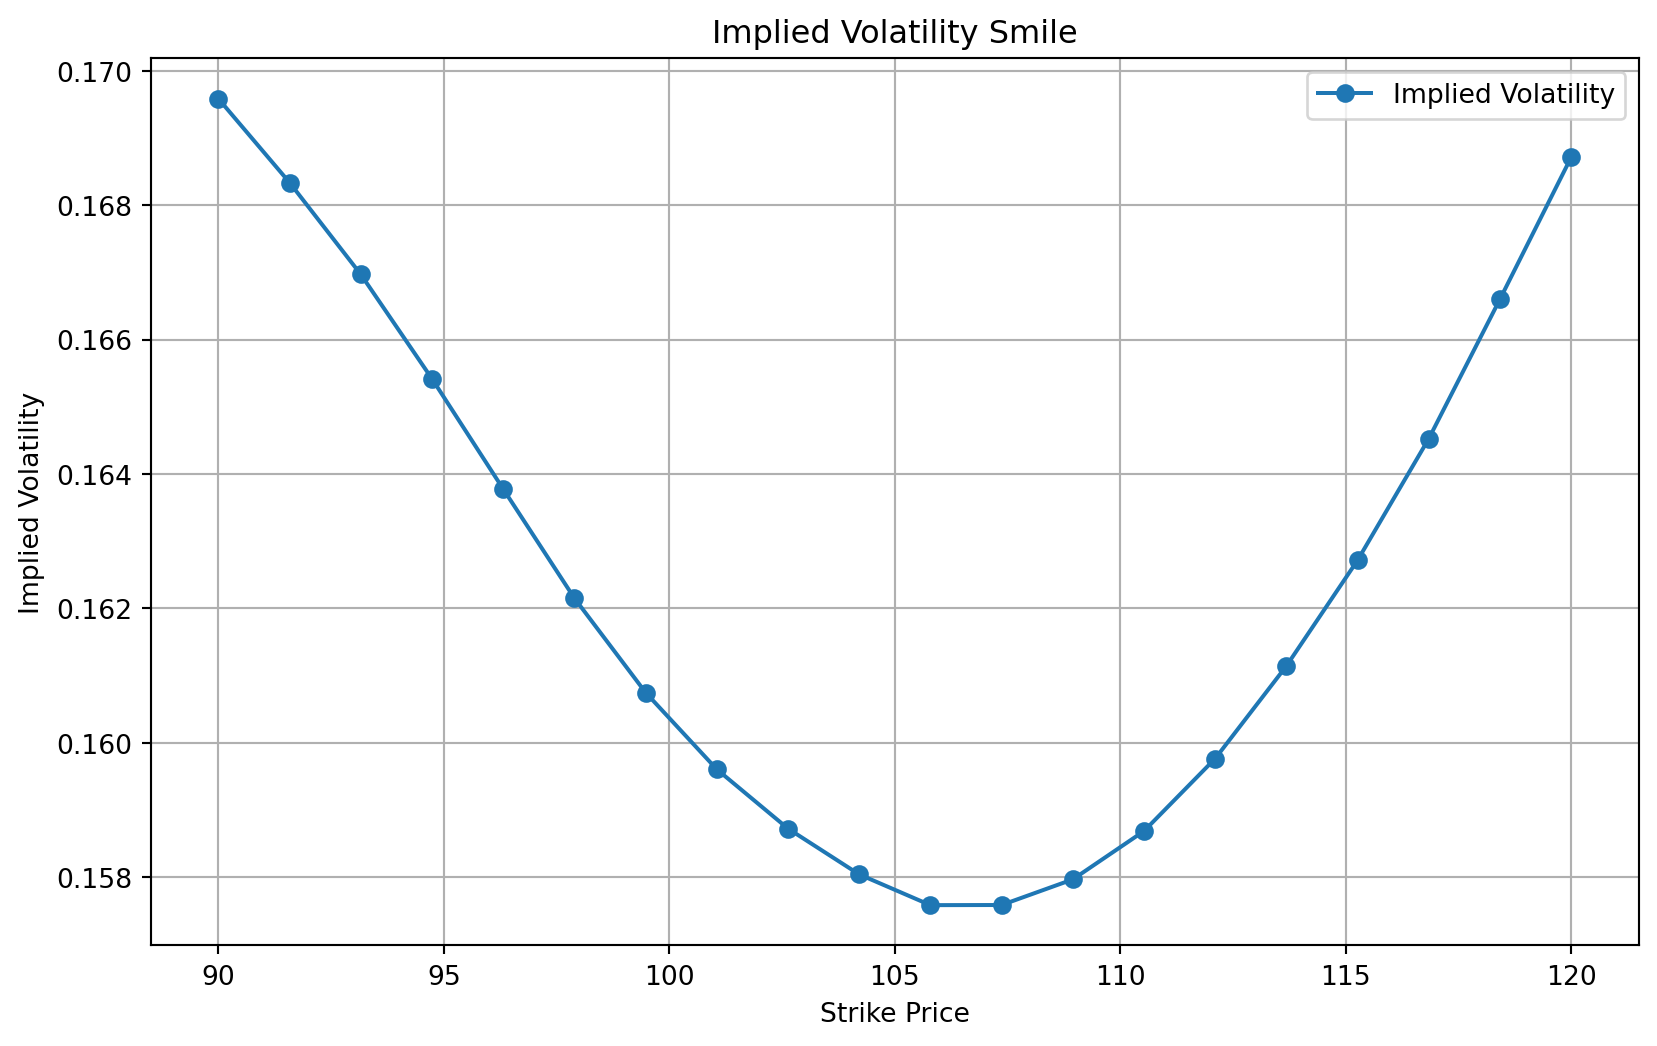 Implied Volatility Smile
Implied Volatility
0.170
0.168
0.166
0.164
0.162
0.160
0.158
Implied Volatility
90 95 100 105 110 115 120
Strike Price